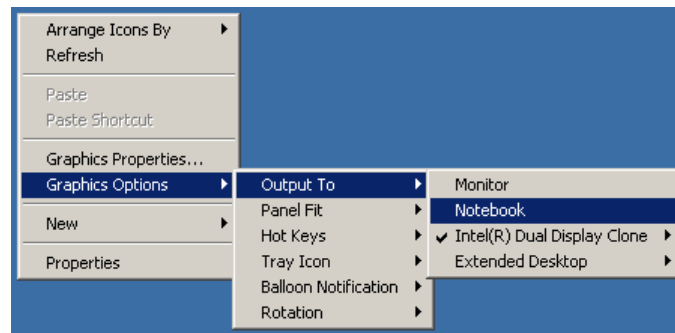 Arrange Icons By
Refresh
Paste
Paste Shortcut
Graphics Properties...
Graphics Options
New
Properties
Output To
Panel Fit
Hot Keys
Tray Icon
Balloon Notification
Rotation
Monitor
Notebook
Intel(R) Dual Display Clone
Extended Desktop